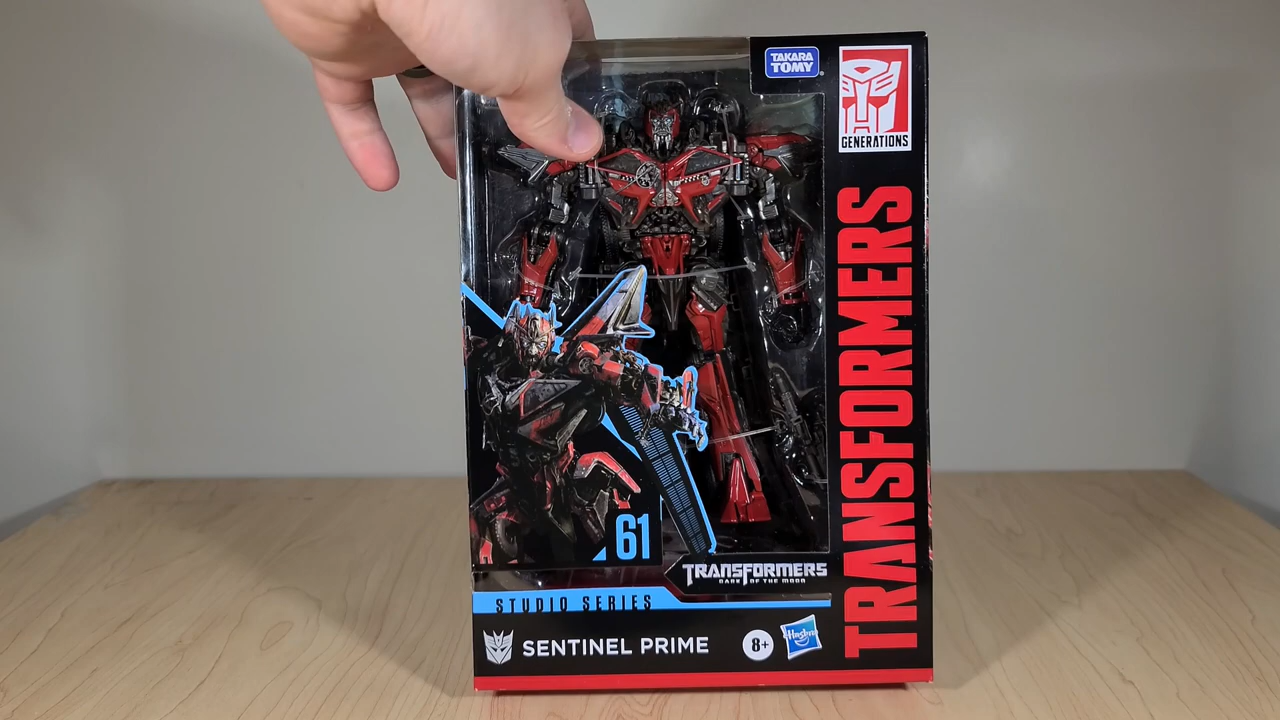 TAKARA
TOMY
GENERATIONS
TRANSFORMERS
61
TRANSFORMERS
DARK OF THE MOON
STUDIO SERIES
SENTINEL PRIME
8+
Hasbro